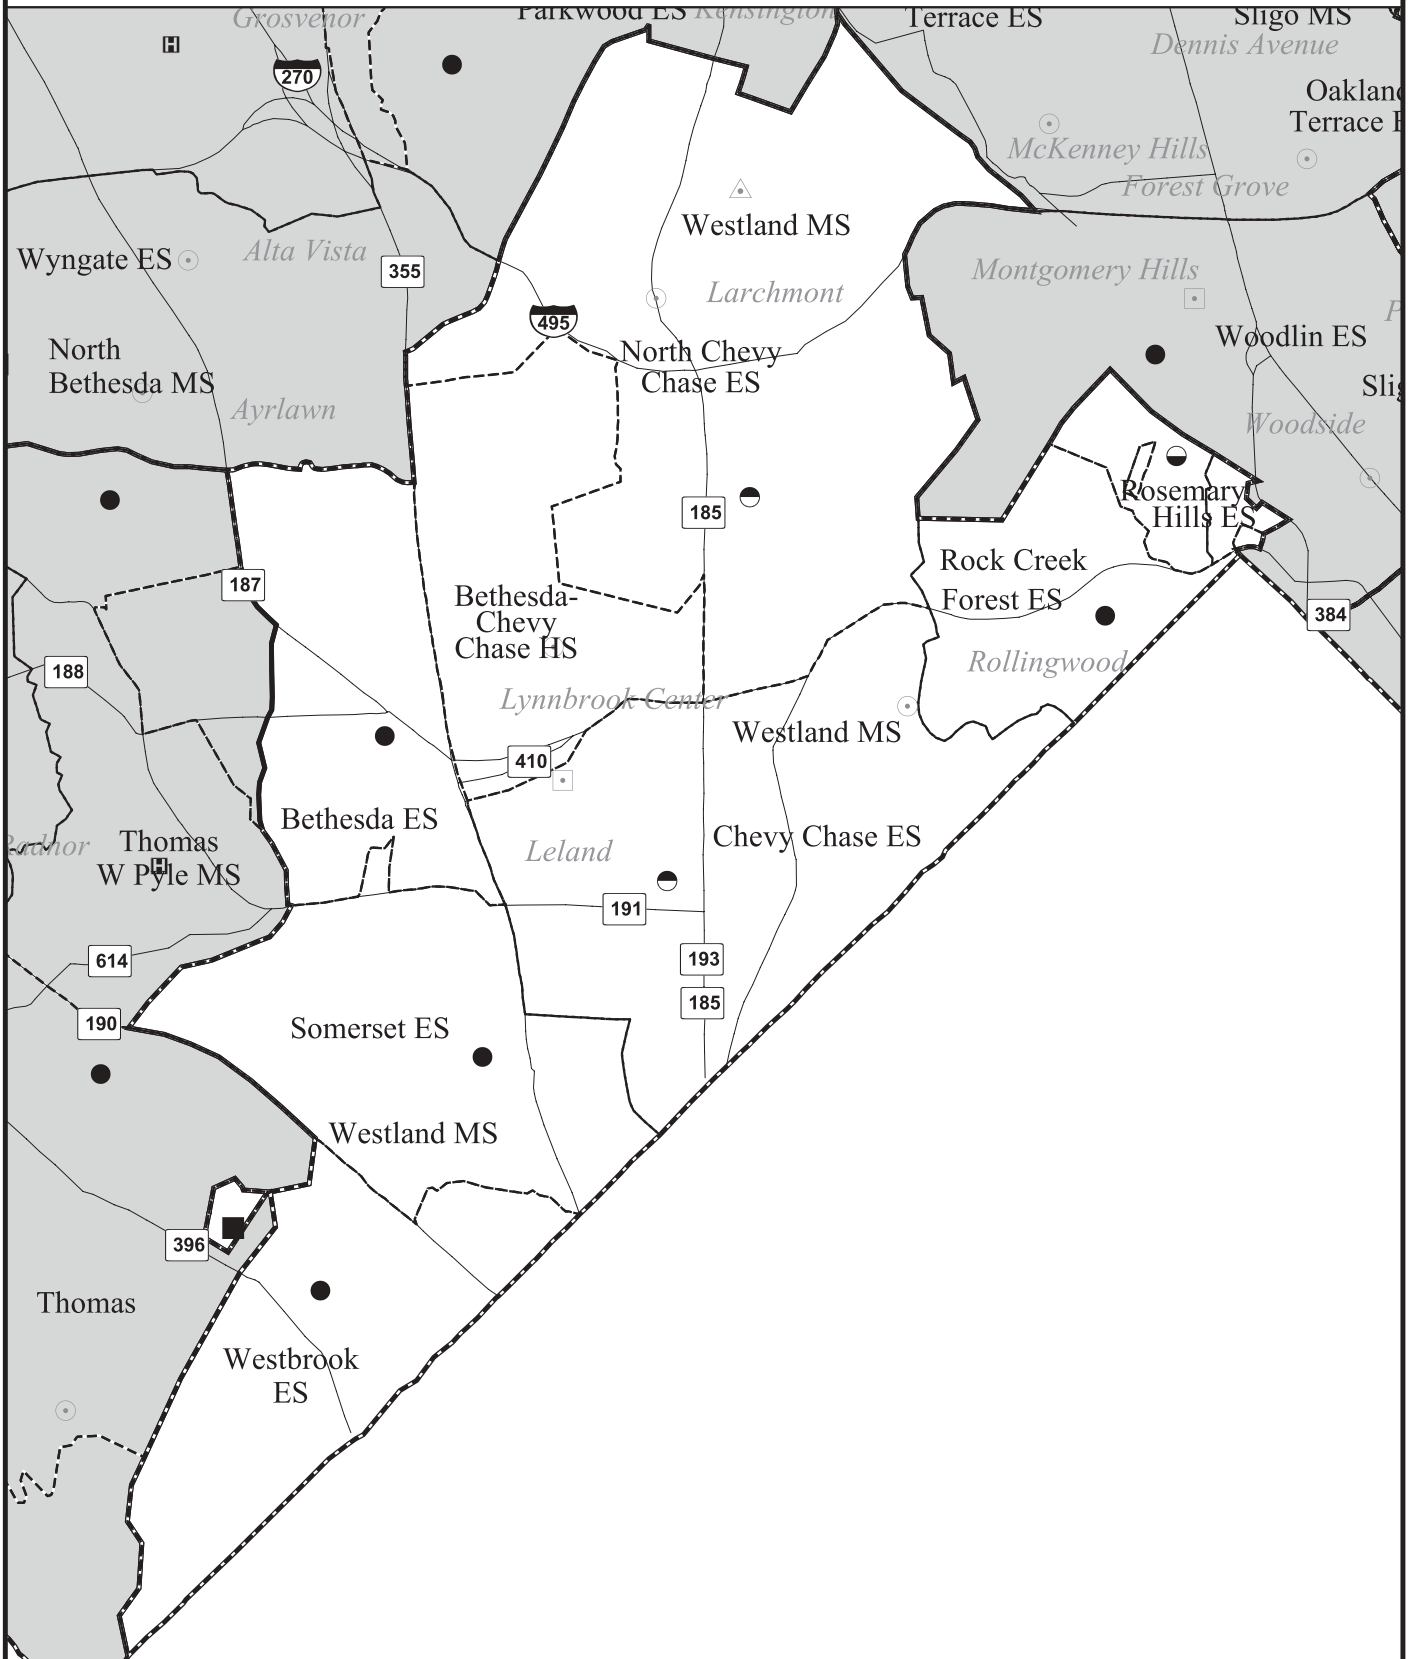 Grosvenor
Parkwood ES
Kensington
Terrace ES
Sligo MS
Dennis Avenue
H
270
Oakland
Terrace
McKenney Hills
Forest Grove
Westland MS
Wyngate ES
Alta Vista
355
Montgomery Hills
Larchmont
495
Woodlin ES
North
Bethesda MS
North Chevy
Chase ES
Ayrlawn
Woodside
185
Rosemary
Hills ES
Rock Creek
Forest ES
187
Bethesda-
Chevy
Chase HS
384
188
Rollingwood
Lynnbrook Center
Westland MS
410
Bethesda ES
Chevy Chase ES
Radnor
Thomas
W Pyle MS
H
Leland
191
614
193
185
190
Somerset ES
Westland MS
396
Thomas
Westbrook
ES